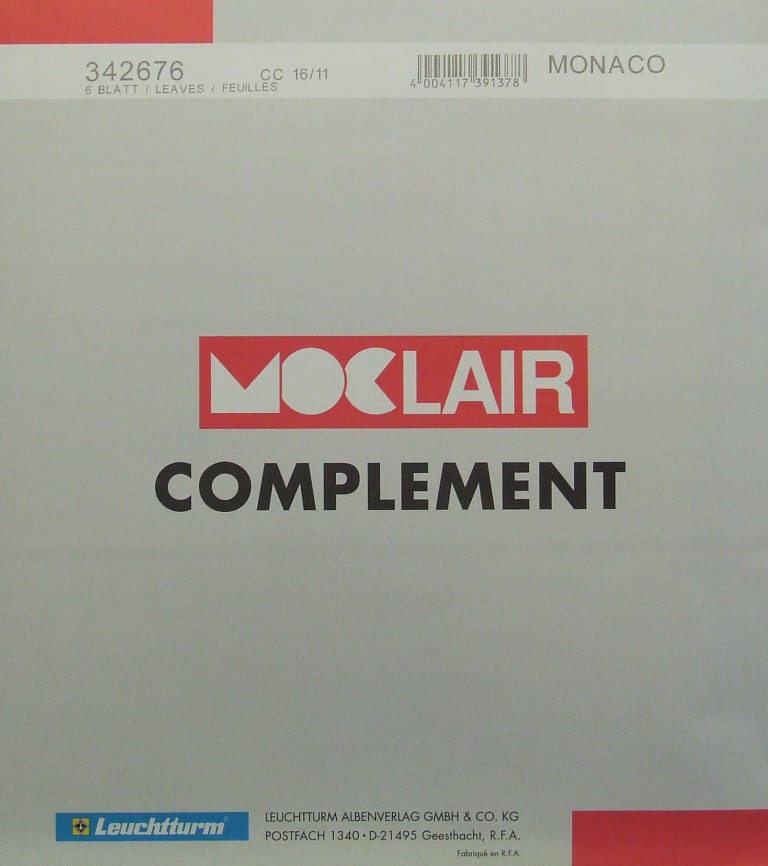 342676 CC 16/11 MONACO
6 BLATT / LEAVES / FEUILLES 4 004117 391378
MOCLAIR
COMPLEMENT
Leuchtturm®
LEUCHTTURM ALBENVERLAG GMBH & CO. KG
POSTFACH 1340 • D-21495 Geesthacht, R.F.A.
Fabriqué en R.F.A.